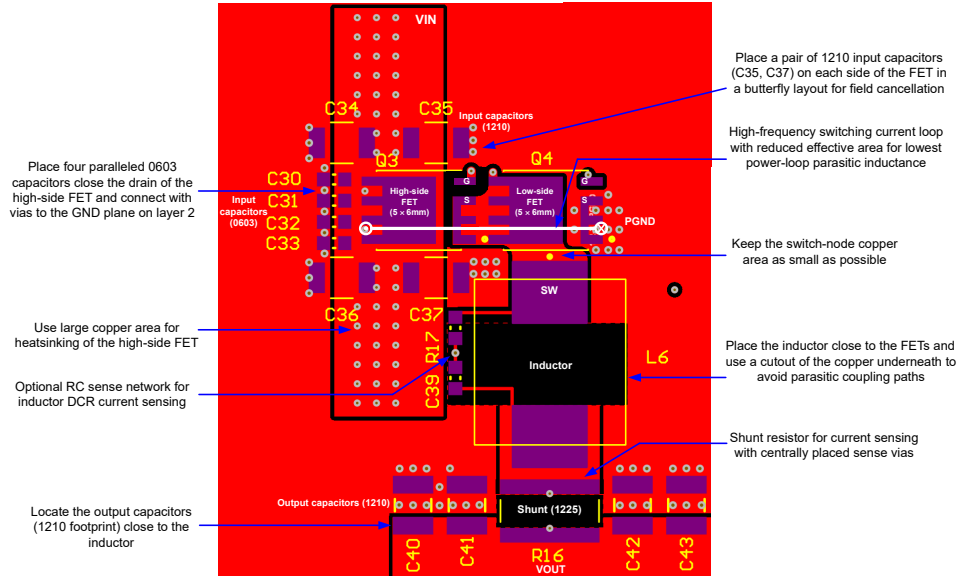 VIN
Place a pair of 1210 input capacitors
(C35, C37) on each side of the FET in
a butterfly layout for field cancellation
C34
C35
Input capacitors
(1210)
High-frequency switching current loop
with reduced effective area for lowest
power-loop parasitic inductance
Q3
Q4
Place four paralleled 0603
capacitors close the drain of the
high-side FET and connect with
vias to the GND plane on layer 2
C30
C31
C32
C33
Input
capacitors
(0603)
High-side
FET
(5 × 6mm)
G
S
Low-side
FET
(5 × 6mm)
G
S
PGND
Keep the switch-node copper
area as small as possible
SW
C36
C37
Use large copper area for
heatsinking of the high-side FET
R17
Inductor
L6
Place the inductor close to the FETs and
use a cutout of the copper underneath to
avoid parasitic coupling paths
Optional RC sense network for
inductor DCR current sensing
C39
Shunt resistor for current sensing
with centrally placed sense vias
Output capacitors (1210)
Shunt (1225)
Locate the output capacitors
(1210 footprint) close to the
inductor
C40
C41
R16
VOUT
C42
C43